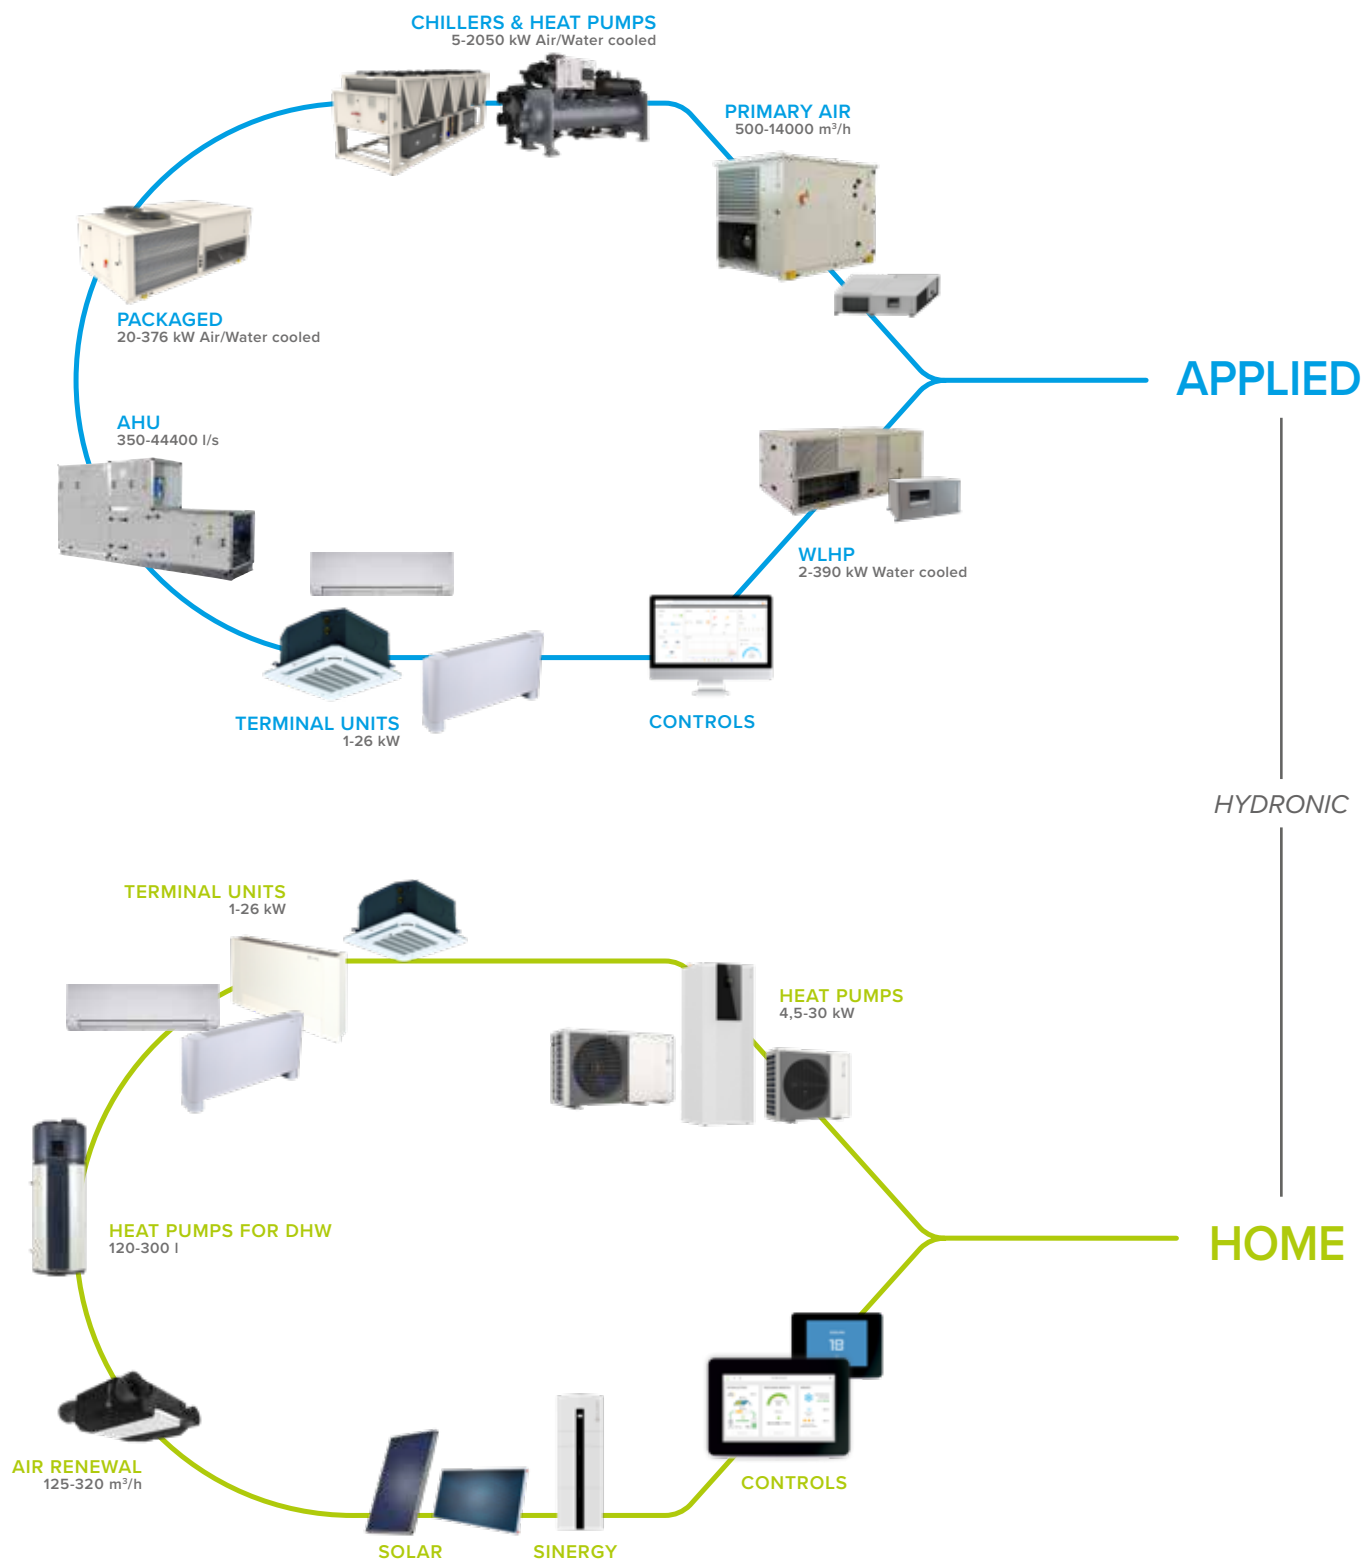 CHILLERS & HEAT PUMPS
5-2050 kW Air/Water cooled
PRIMARY AIR
500-14000 m³/h
PACKAGED
20-376 kW Air/Water cooled
APPLIED
AHU
350-44400 l/s
WLHP
2-390 kW Water cooled
TERMINAL UNITS
1-26 kW
CONTROLS
HYDRONIC
TERMINAL UNITS
1-26 kW
HEAT PUMPS
4,5-30 kW
HEAT PUMPS FOR DHW
120-300 l
HOME
18
AIR RENEWAL
125-320 m³/h
CONTROLS
SOLAR
SINERGY